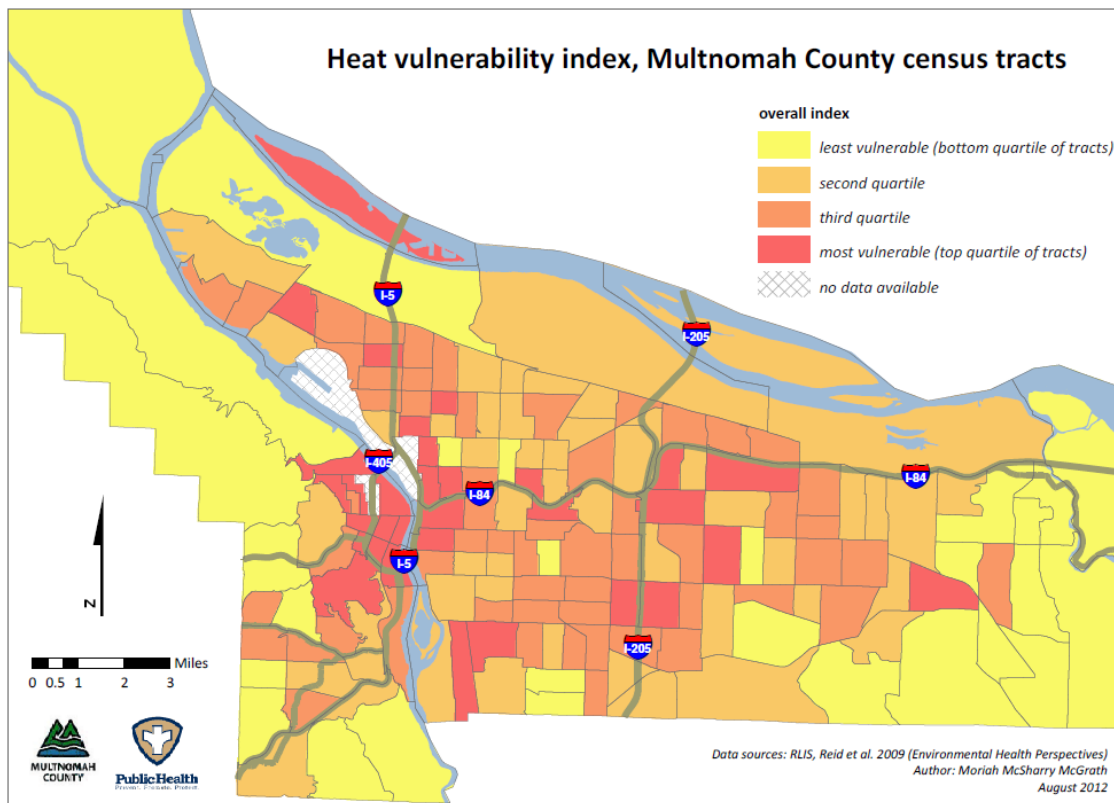 Heat vulnerability index, Multnomah County census tracts
overall index
least vulnerable (bottom quartile of tracts)
second quartile
third quartile
most vulnerable (top quartile of tracts)
no data available
I-5
I-205
I-405
I-84
I-84
I-5
I-205
N
Miles
0 0.5 1 2 3
MULTNOMAH
COUNTY
PublicHealth
Prevent. Promote. Protect.
Data sources: RLIS, Reid et al. 2009 (Environmental Health Perspectives)
Author: Moriah McSharry McGrath
August 2012